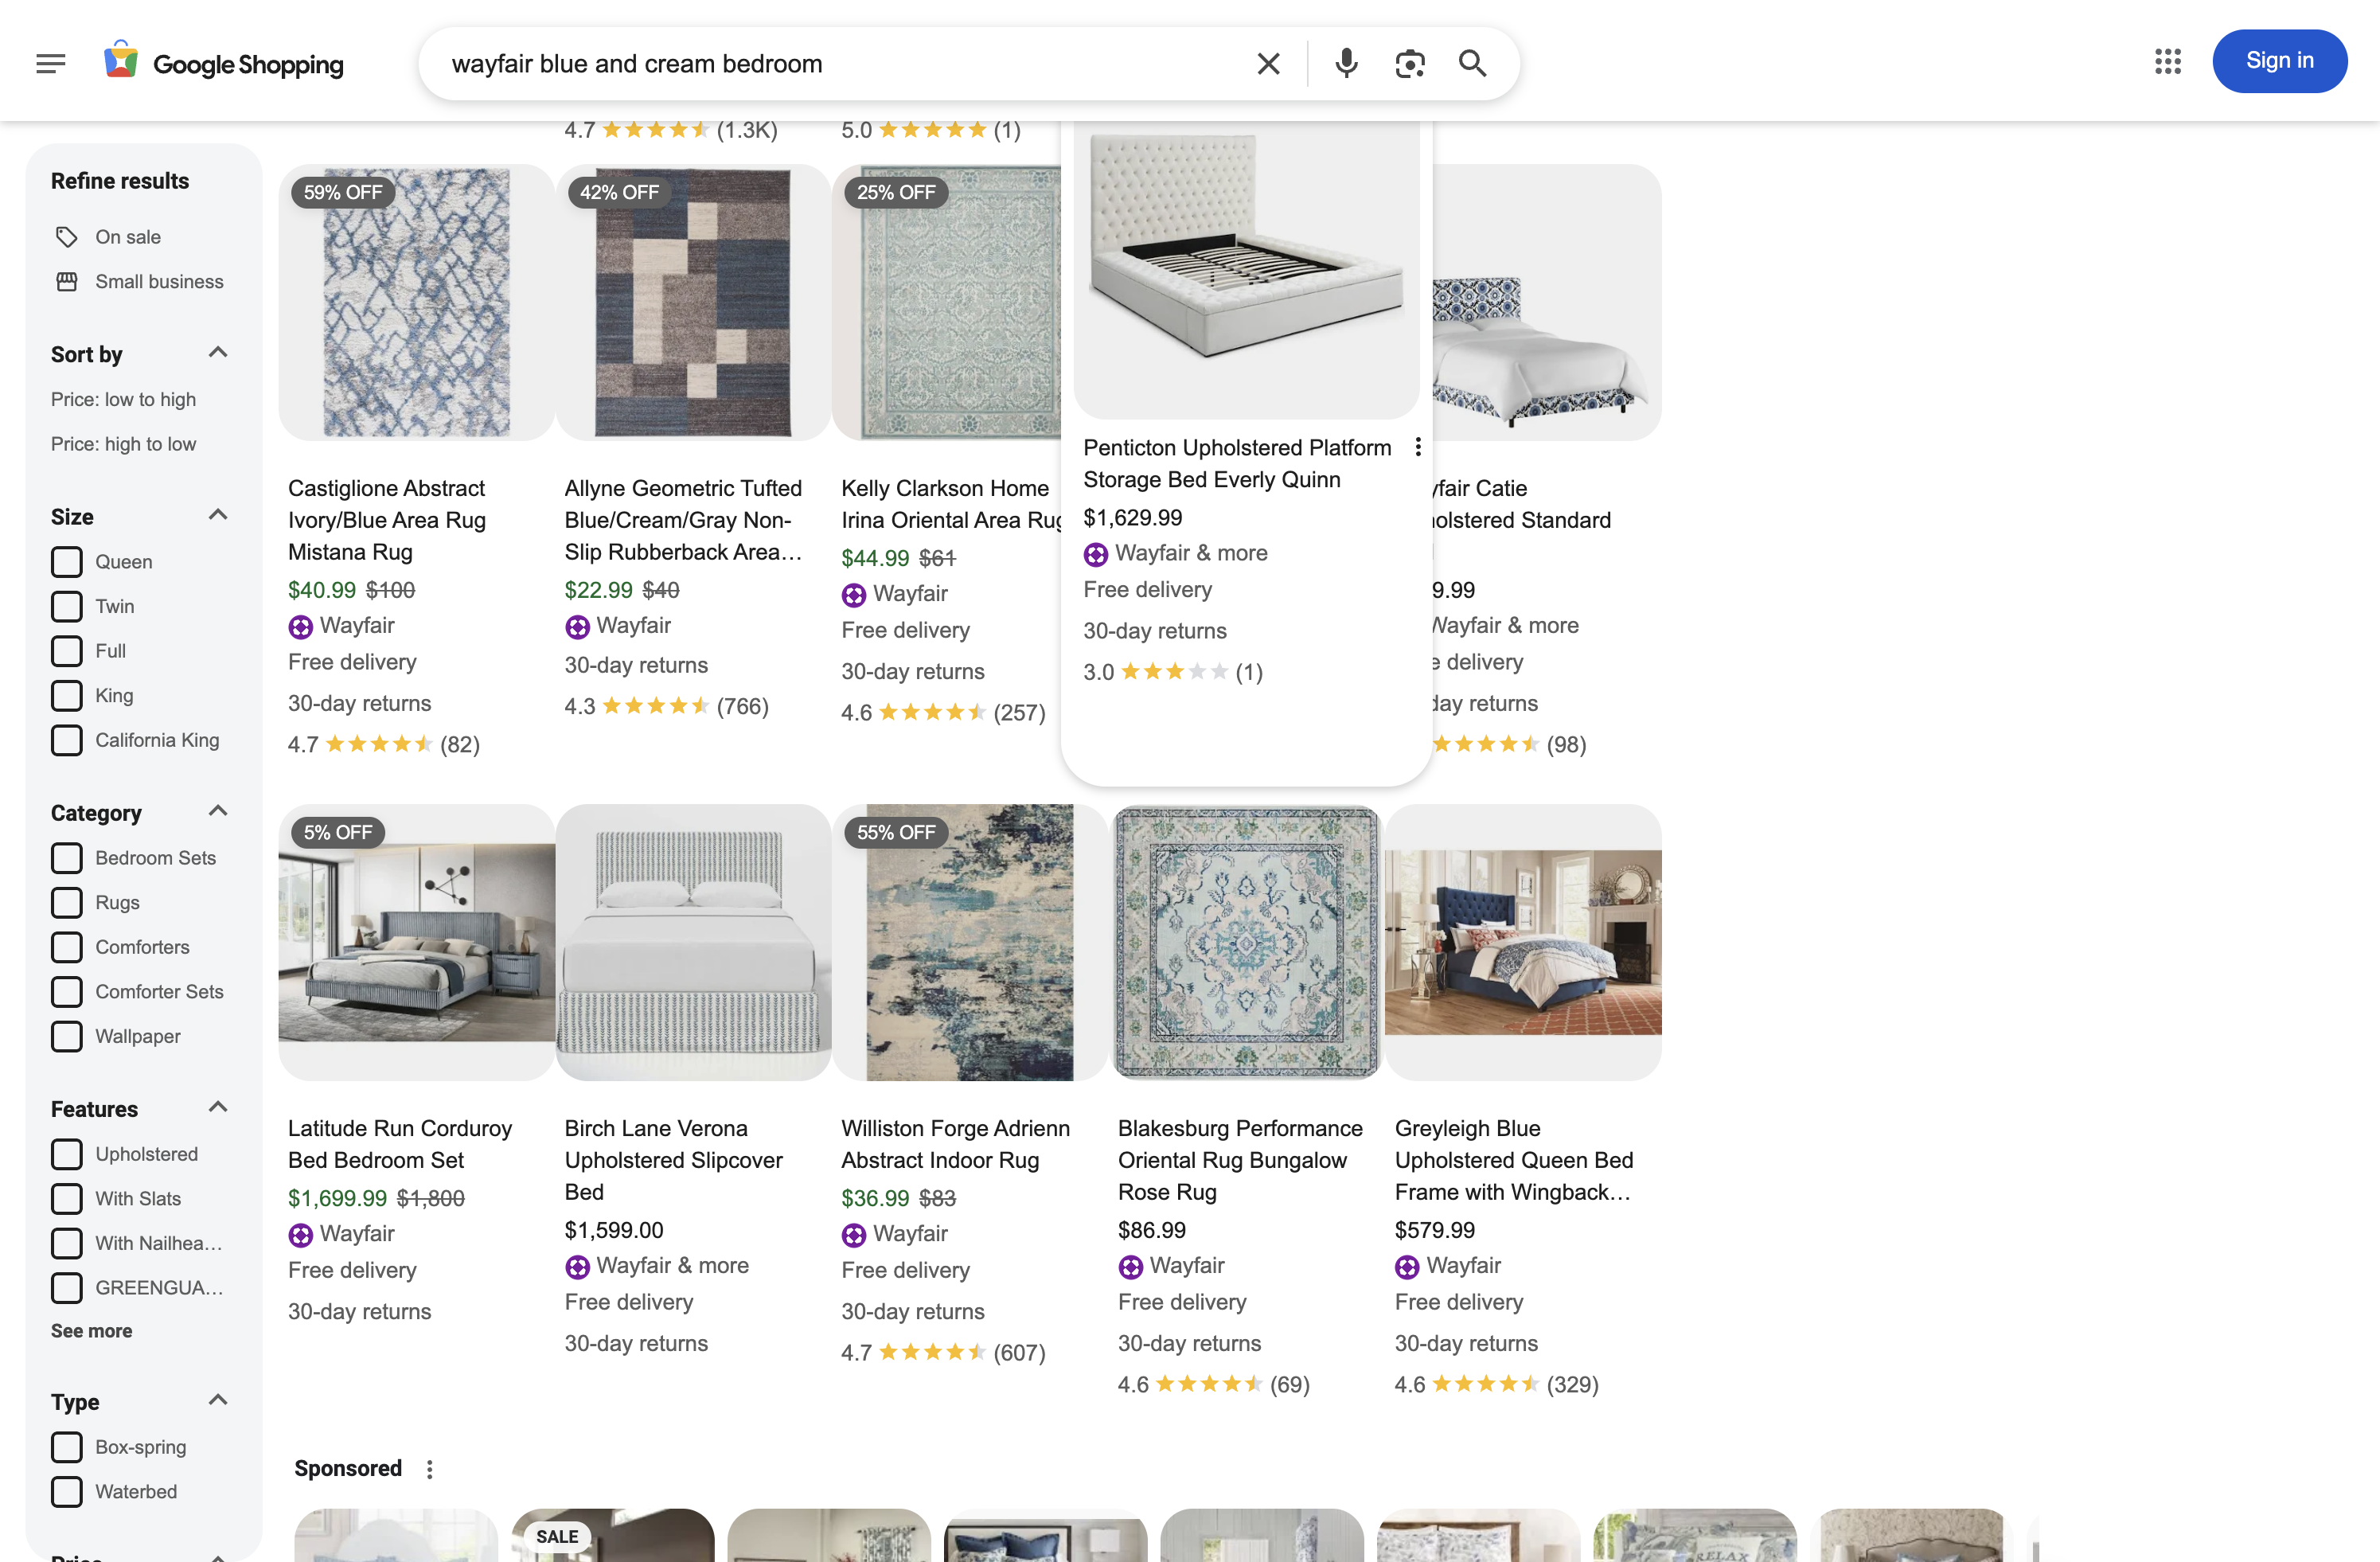 Google Shopping
wayfair blue and cream bedroom
Sign in
Refine results
On sale
Small business
Sort by
Price: low to high
Price: high to low
Size
Queen
Twin
Full
King
California King
Category
Bedroom Sets
Rugs
Comforters
Comforter Sets
Wallpaper
Features
Upholstered
With Slats
With Nailhea...
GREENGUA...
See more
Type
Box-spring
Waterbed
4.7 (1.3K)
5.0 (1)
59% OFF
Castiglione Abstract
Ivory/Blue Area Rug
Mistana Rug
$40.99 $100
Wayfair
Free delivery
30-day returns
4.7 (82)
42% OFF
Allyne Geometric Tufted
Blue/Cream/Gray Non-
Slip Rubberback Area...
$22.99 $40
Wayfair
30-day returns
4.3 (766)
25% OFF
Kelly Clarkson Home
Irina Oriental Area Rug
$44.99 $61
Wayfair
Free delivery
30-day returns
4.6 (257)
Penticton Upholstered Platform
Storage Bed Everly Quinn
$1,629.99
Wayfair & more
Free delivery
30-day returns
3.0 (1)
yfair Catie
olstered Standard
9.99
Wayfair & more
e delivery
day returns
(98)
5% OFF
Latitude Run Corduroy
Bed Bedroom Set
$1,699.99 $1,800
Wayfair
Free delivery
30-day returns
Birch Lane Verona
Upholstered Slipcover
Bed
$1,599.00
Wayfair & more
Free delivery
30-day returns
55% OFF
Williston Forge Adrienn
Abstract Indoor Rug
$36.99 $83
Wayfair
Free delivery
30-day returns
4.7 (607)
Blakesburg Performance
Oriental Rug Bungalow
Rose Rug
$86.99
Wayfair
Free delivery
30-day returns
4.6 (69)
Greyleigh Blue
Upholstered Queen Bed
Frame with Wingback...
$579.99
Wayfair
Free delivery
30-day returns
4.6 (329)
Sponsored
SALE
RELAX